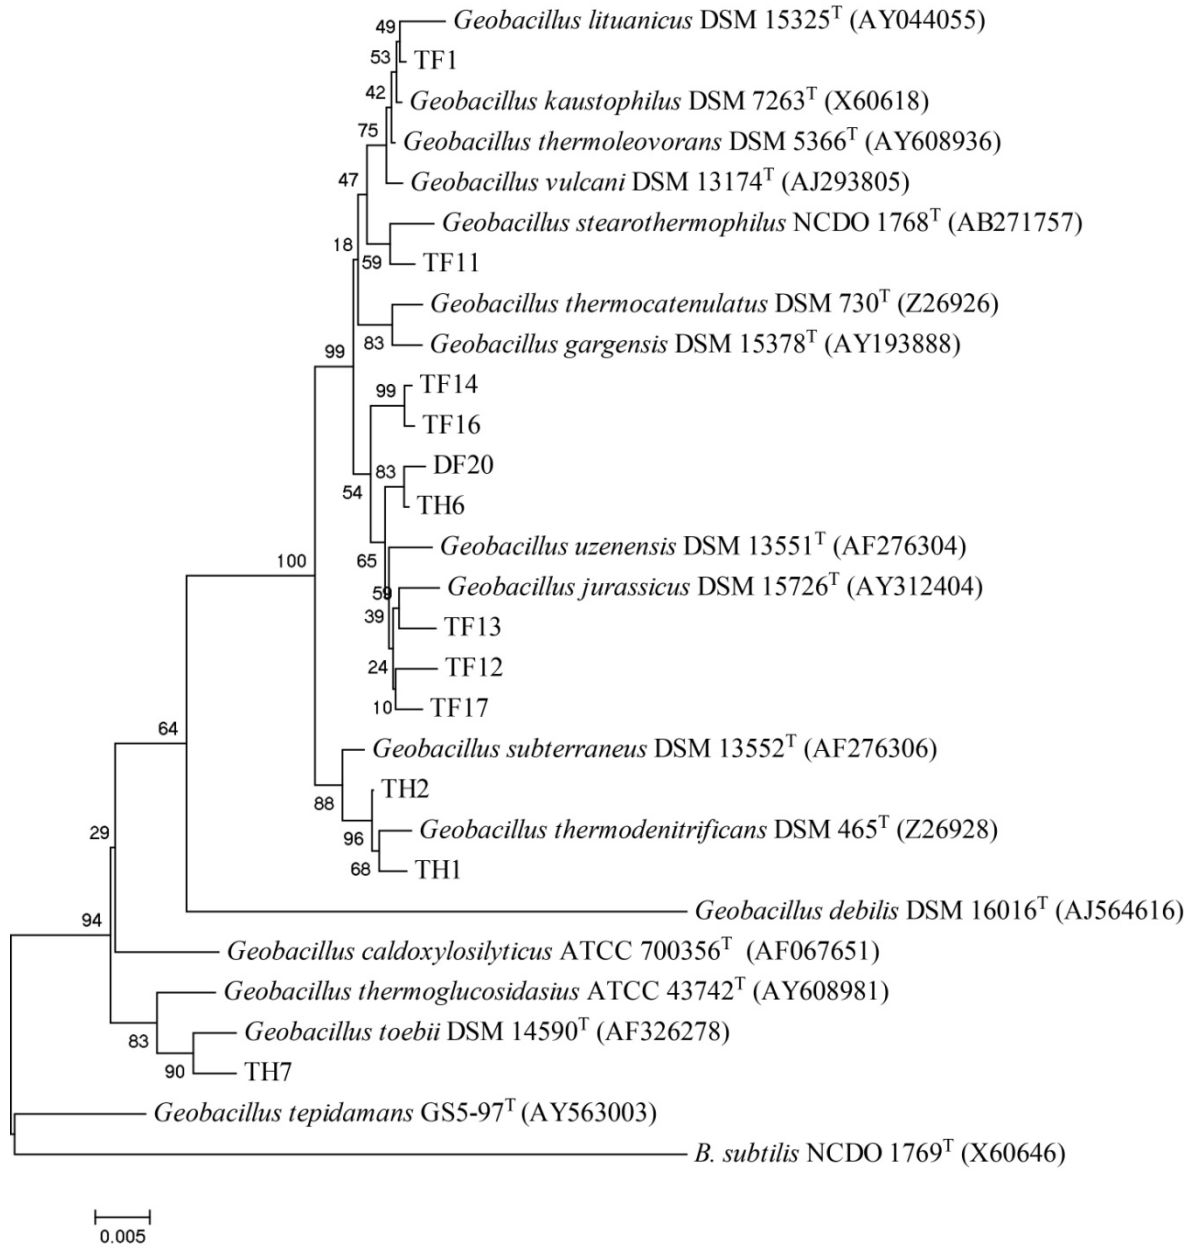 49
Geobacillus lituanicus DSM 15325T (AY044055)
53
TF1
42
Geobacillus kaustophilus DSM 7263T (X60618)
75
Geobacillus thermoleovorans DSM 5366T (AY608936)
47
Geobacillus vulcani DSM 13174T (AJ293805)
Geobacillus stearothermophilus NCDO 1768T (AB271757)
18
59
TF11
Geobacillus thermocatenulatus DSM 730T (Z26926)
99
83
Geobacillus gargensis DSM 15378T (AY193888)
99
TF14
TF16
83
DF20
54
TH6
Geobacillus uzenensis DSM 13551T (AF276304)
100
65
59
Geobacillus jurassicus DSM 15726T (AY312404)
39
TF13
24
TF12
10
TF17
64
Geobacillus subterraneus DSM 13552T (AF276306)
88
TH2
29
96
Geobacillus thermodenitrificans DSM 465T (Z26928)
68
TH1
94
Geobacillus debilis DSM 16016T (AJ564616)
Geobacillus caldoxylosilyticus ATCC 700356T (AF067651)
Geobacillus thermoglucosidasius ATCC 43742T (AY608981)
83
Geobacillus toebii DSM 14590T (AF326278)
90
TH7
Geobacillus tepidamans GS5-97T (AY563003)
B. subtilis NCDO 1769T (X60646)
0.005